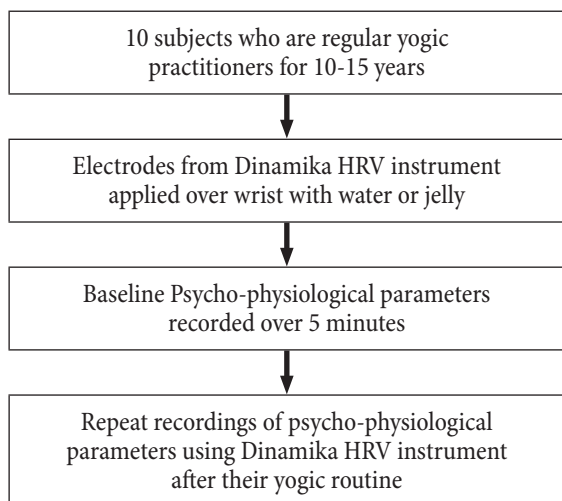 10 subjects who are regular yogic
practitioners for 10-15 years
Electrodes from Dinamika HRV instrument
applied over wrist with water or jelly
Baseline Psycho-physiological parameters
recorded over 5 minutes
Repeat recordings of psycho-physiological
parameters using Dinamika HRV instrument
after their yogic routine